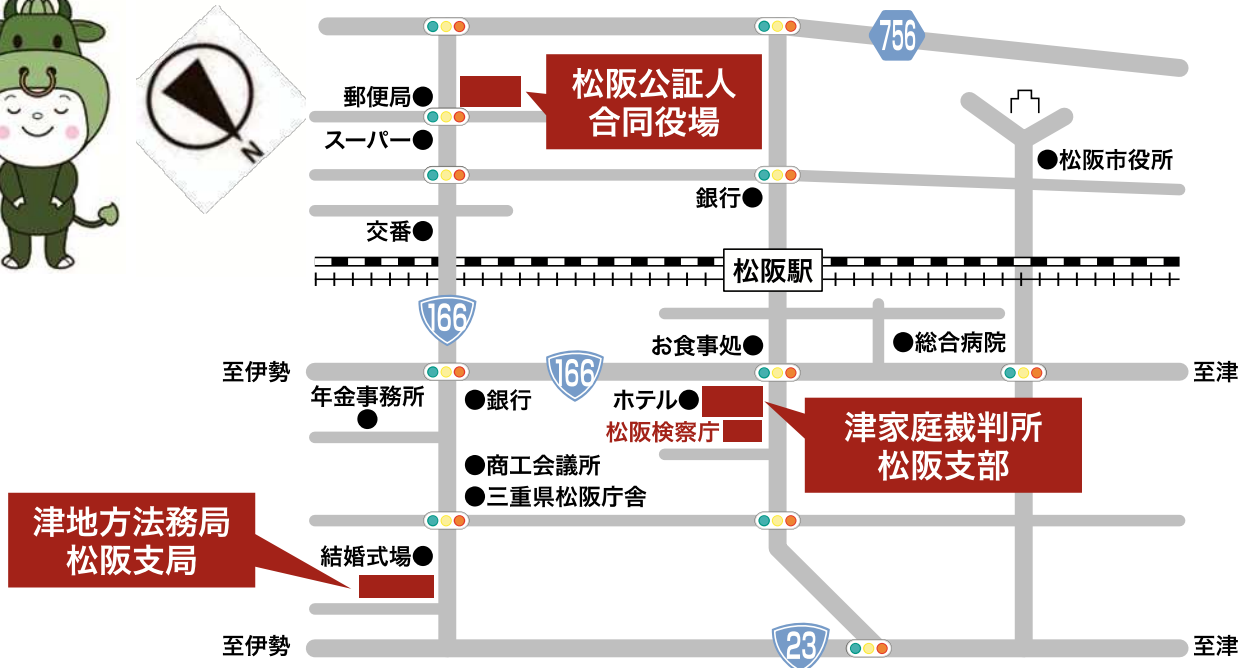 756
N
郵便局
松阪公証人
合同役場
スーパー
松阪市役所
銀行
交番
松阪駅
166
お食事処
総合病院
至伊勢
166
至津
年金事務所
銀行
ホテル
松阪検察庁
津家庭裁判所
松阪支部
商工会議所
三重県松阪庁舎
津地方法務局
松阪支局
結婚式場
至伊勢
23
至津